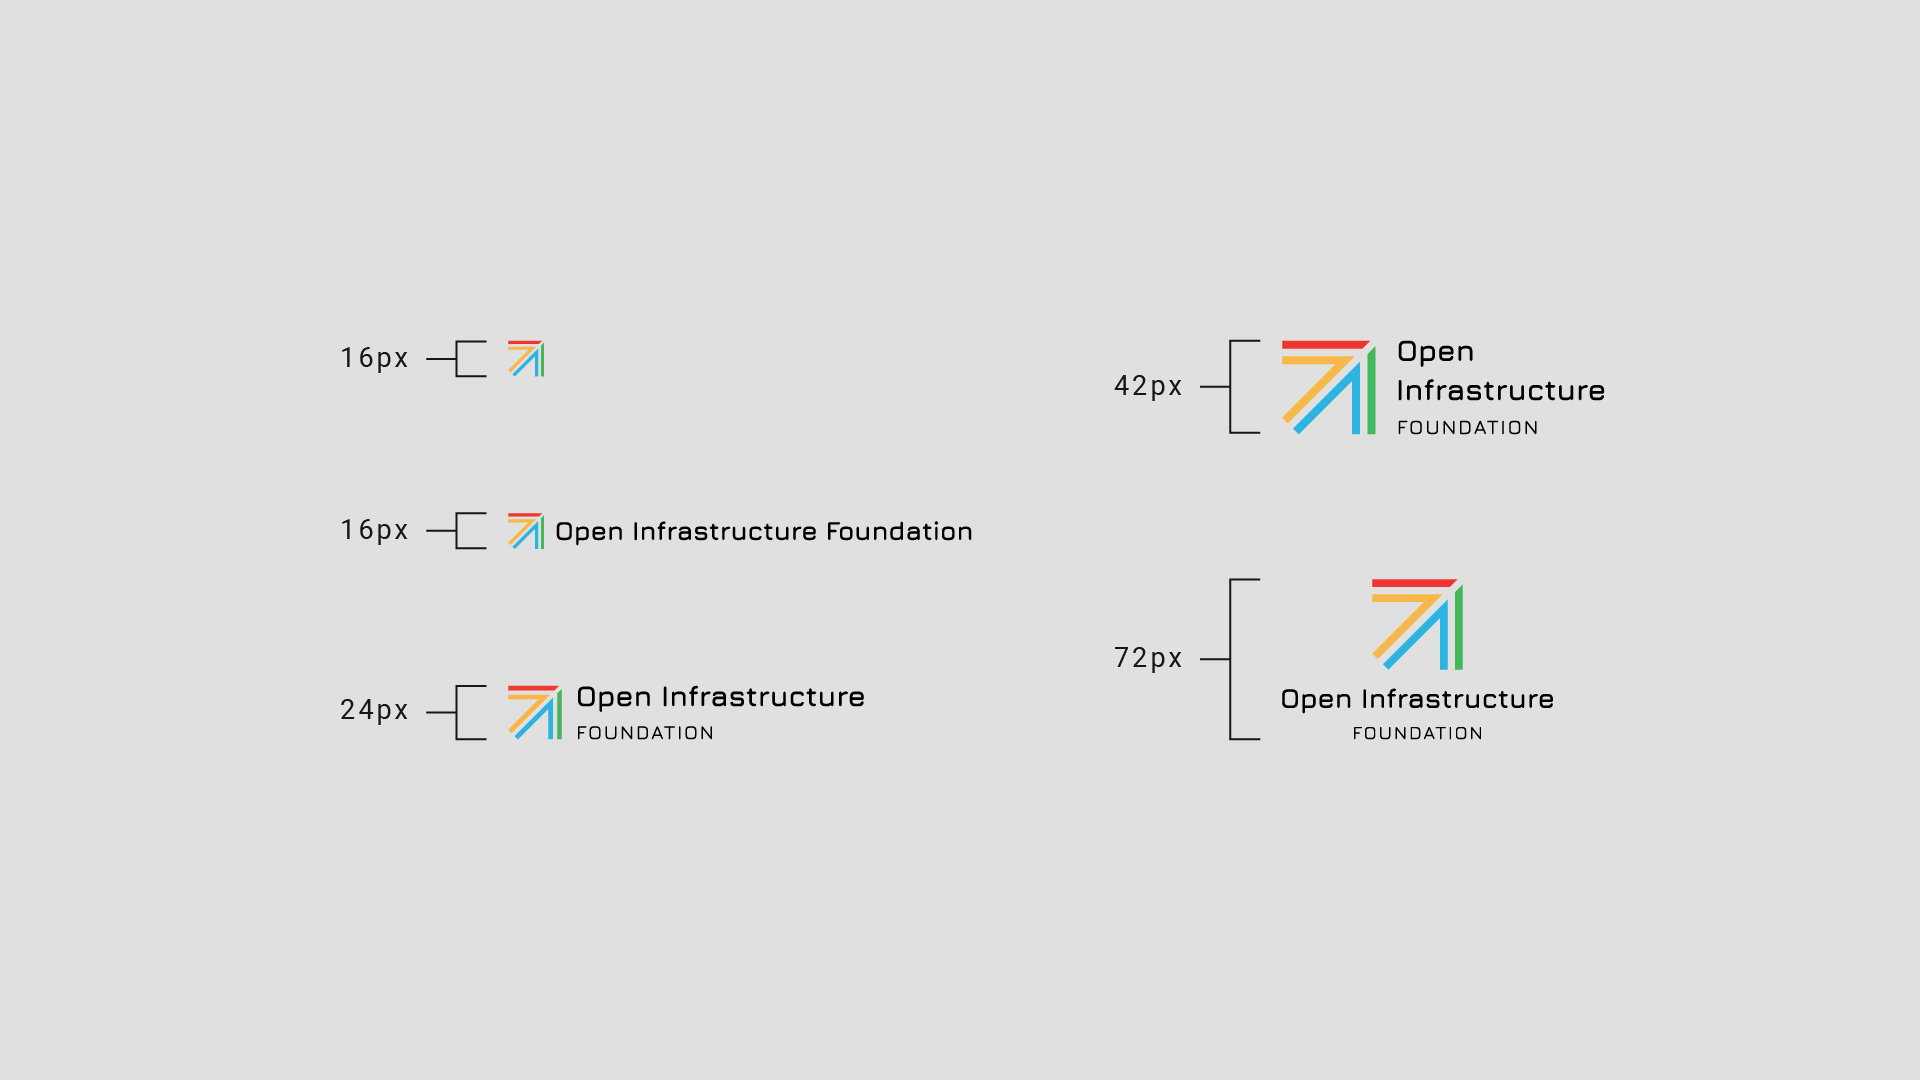 16px
16px
Open Infrastructure Foundation
24px
Open Infrastructure
FOUNDATION
42px
Open
Infrastructure
FOUNDATION
72px
Open Infrastructure
FOUNDATION